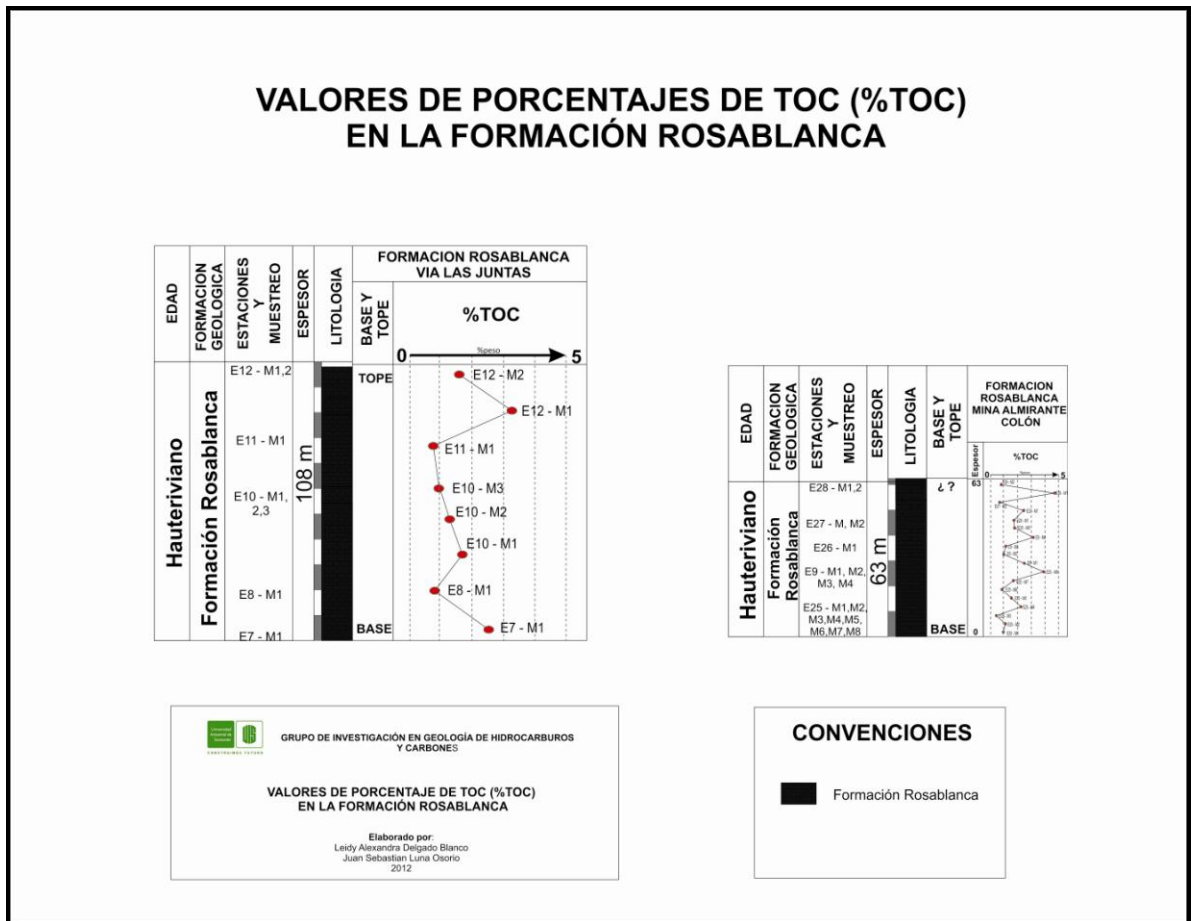 VALORES DE PORCENTAJES DE TOC (%TOC)
EN LA FORMACIÓN ROSABLANCA
EDAD
FORMACION
GEOLOGICA
ESTACIONES
Y
MUESTREO
ESPESOR
LITOLOGIA
FORMACION ROSABLANCA
VIA LAS JUNTAS
BASE Y
TOPE
%TOC
0
%peso
5
Hauteriviano
Formación Rosablanca
E12 - M1,2
E11 - M1
E10 - M1,
2,3
E8 - M1
E7 - M1
108 m
TOPE
BASE
E12 - M2
E12 - M1
E11 - M1
E10 - M3
E10 - M2
E10 - M1
E8 - M1
E7 - M1
EDAD
FORMACION
GEOLOGICA
ESTACIONES
Y
MUESTREO
ESPESOR
LITOLOGIA
BASE Y
TOPE
FORMACION
ROSABLANCA
MINA ALMIRANTE
COLÓN
Espesor
%TOC
0
5
Hauteriviano
Formación
Rosablanca
E28 - M1,2
E27 - M, M2
E26 - M1
E9 - M1, M2,
M3, M4
E25 - M1,M2,
M3,M4,M5,
M6,M7,M8
63 m
¿ ?
BASE
63
0
Universidad
Industrial de
Santander
CONSTRUIMOS FUTURO
GRUPO DE INVESTIGACIÓN EN GEOLOGÍA DE HIDROCARBUROS
Y CARBONES
VALORES DE PORCENTAJE DE TOC (%TOC)
EN LA FORMACIÓN ROSABLANCA
Elaborado por:
Leidy Alexandra Delgado Blanco
Juan Sebastian Luna Osorio
2012
CONVENCIONES
Formación Rosablanca